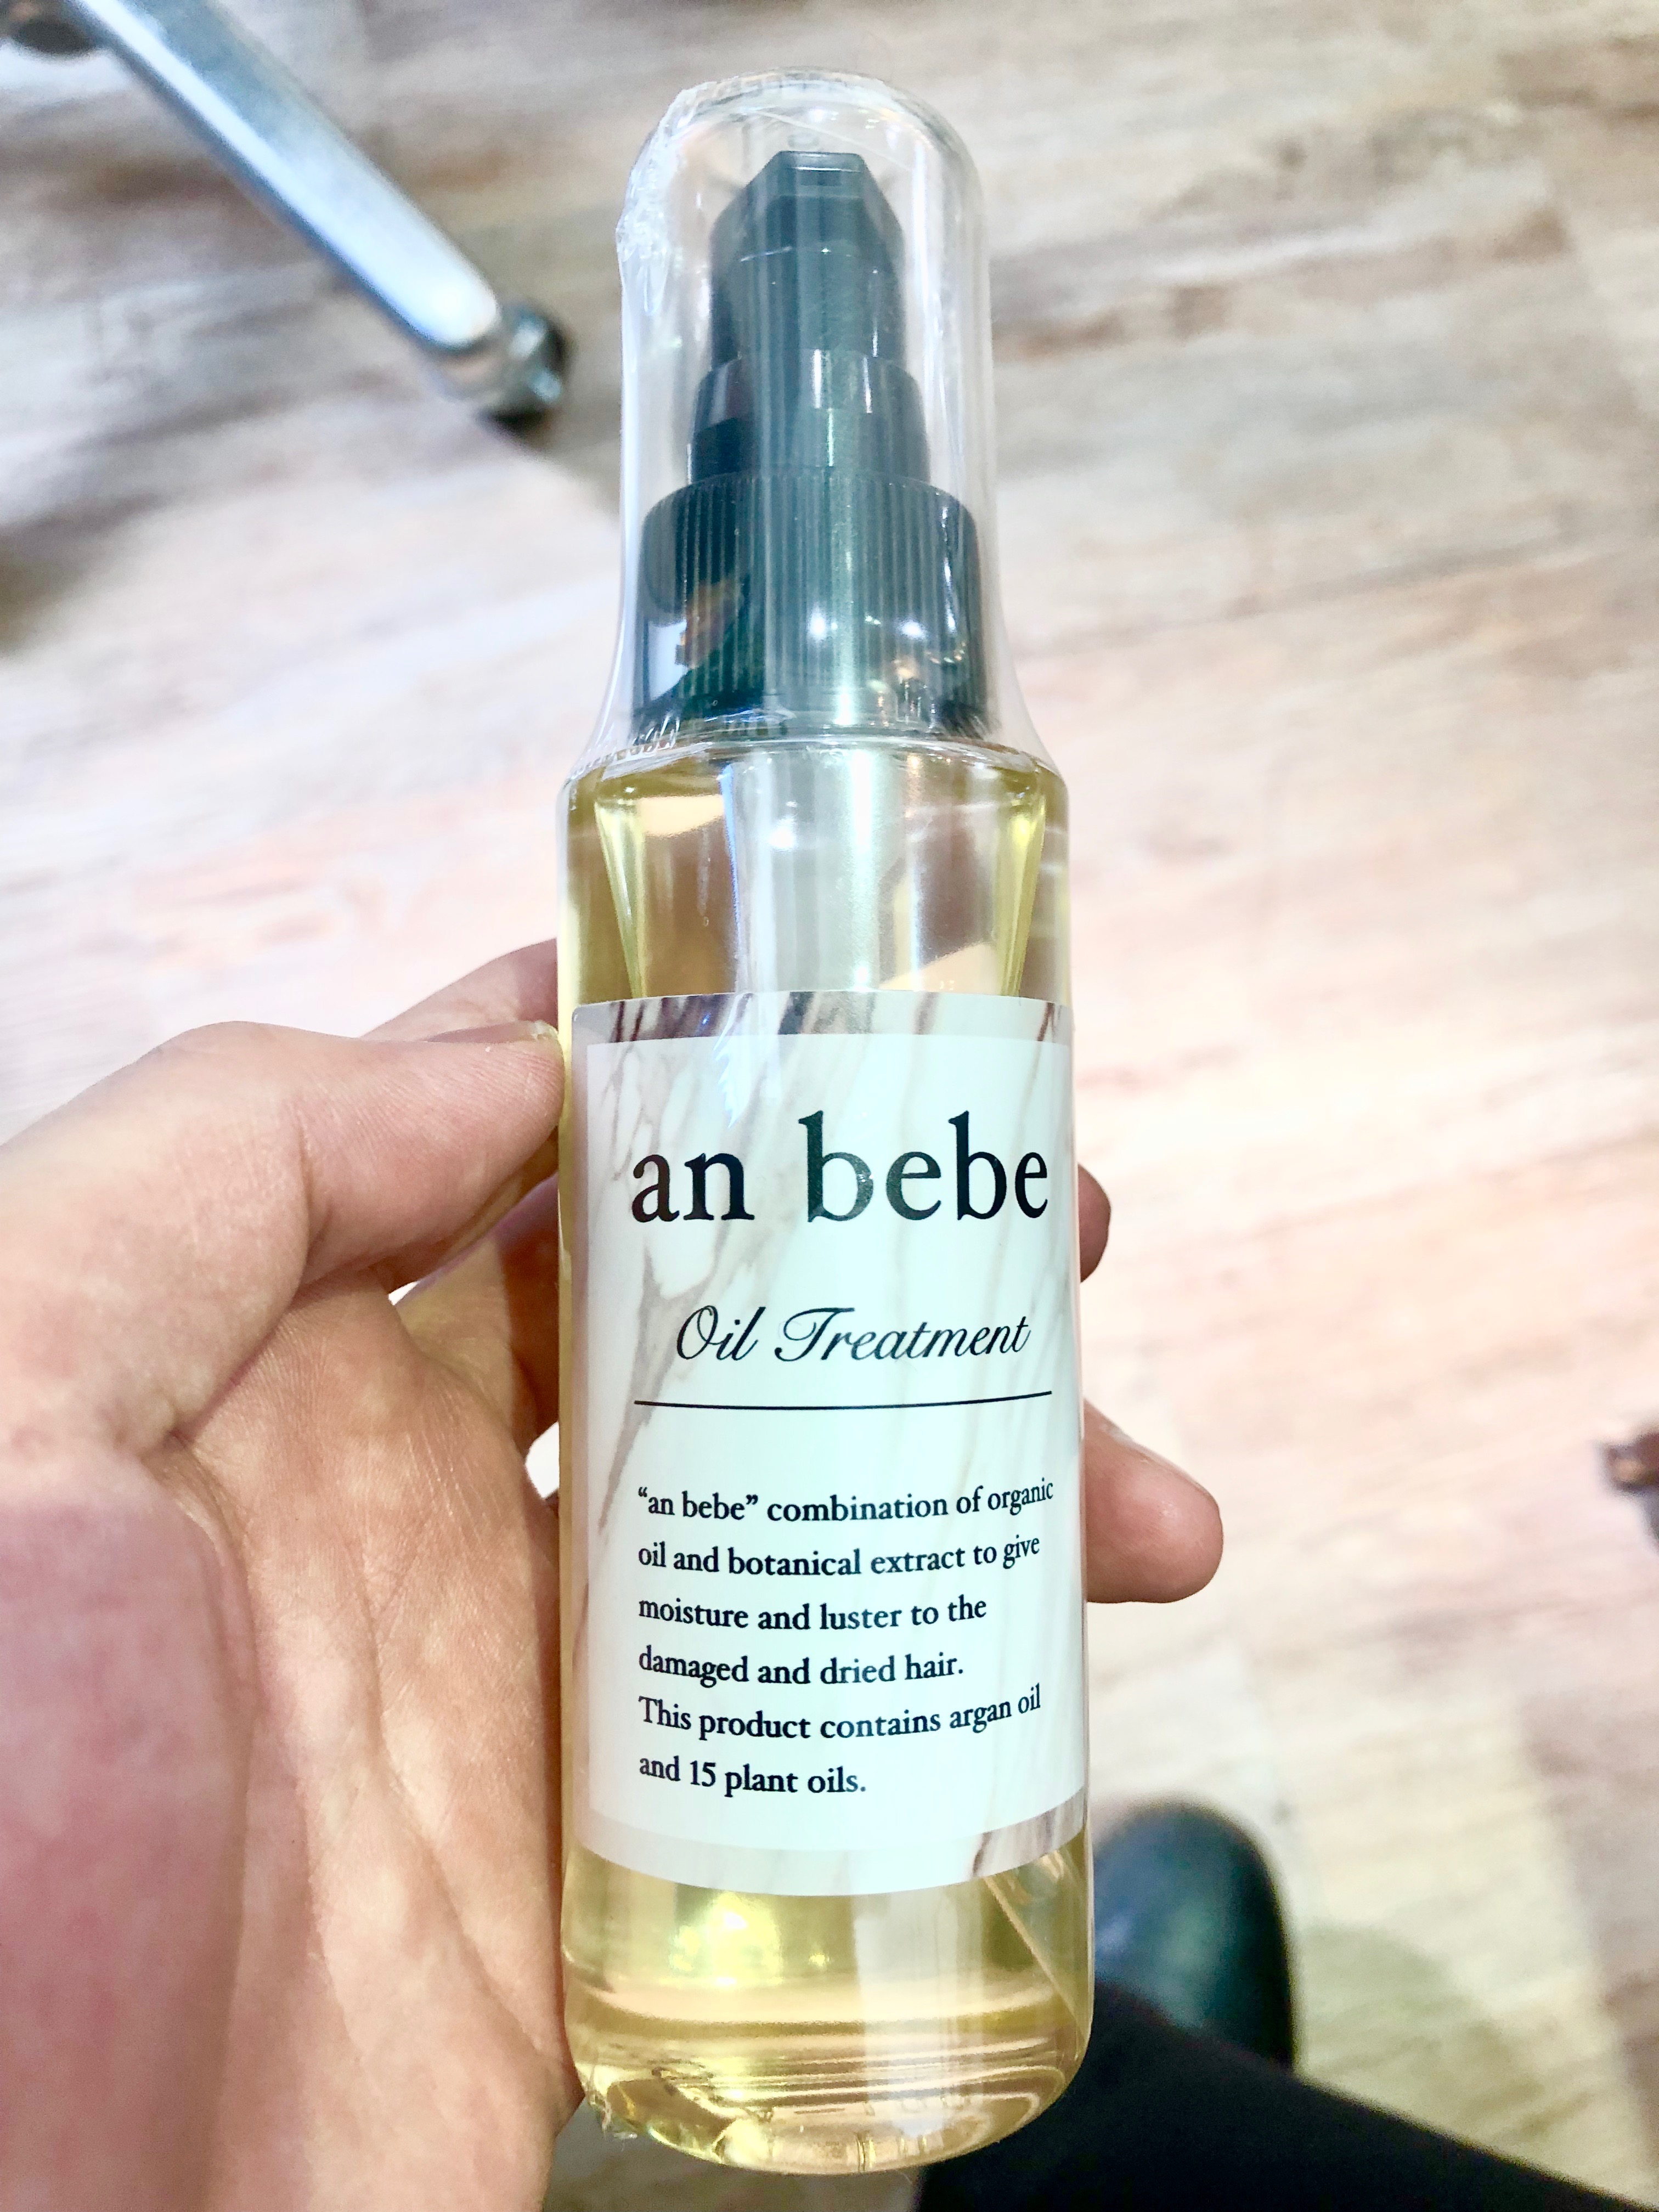 an bebe
Oil Treatment
“an bebe” combination of organic
oil and botanical extract to give
moisture and luster to the
damaged and dried hair.
This product contains argan oil
and 15 plant oils.